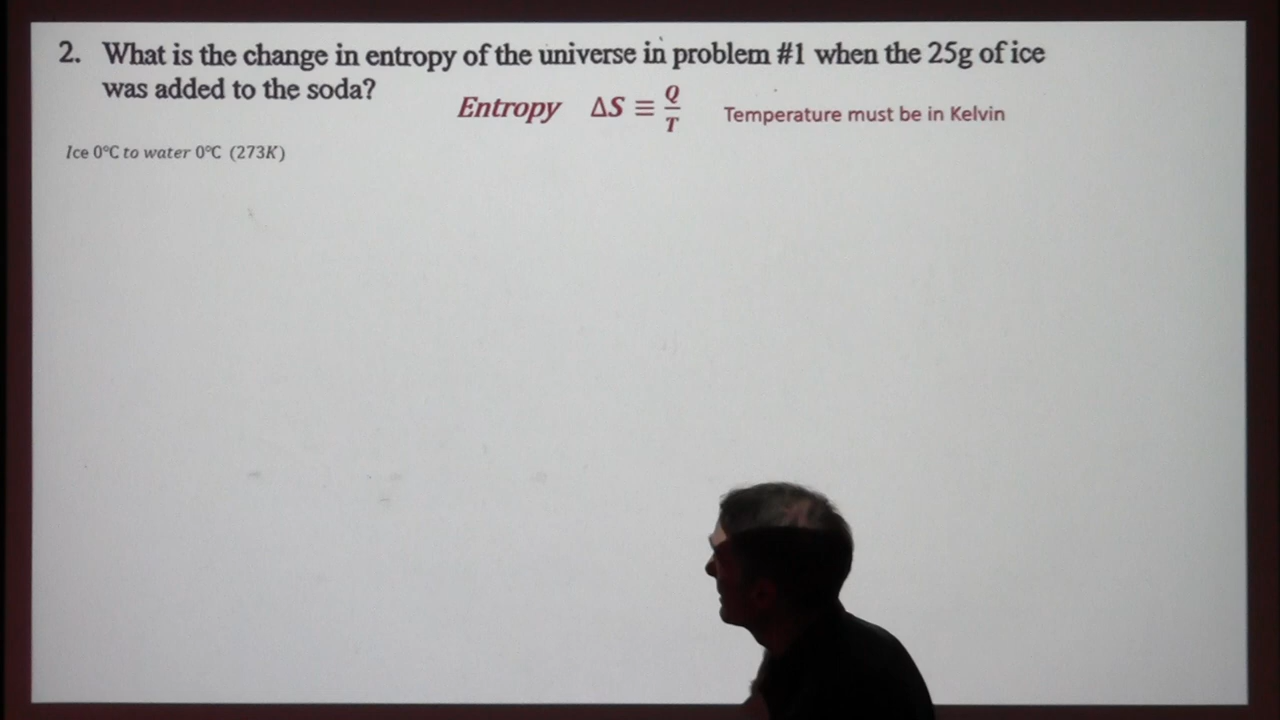 2. What is the change in entropy of the universe in problem #1 when the 25g of ice
was added to the soda?
Entropy ΔS ≡ Q/T Temperature must be in Kelvin
Ice 0°C to water 0°C (273K)